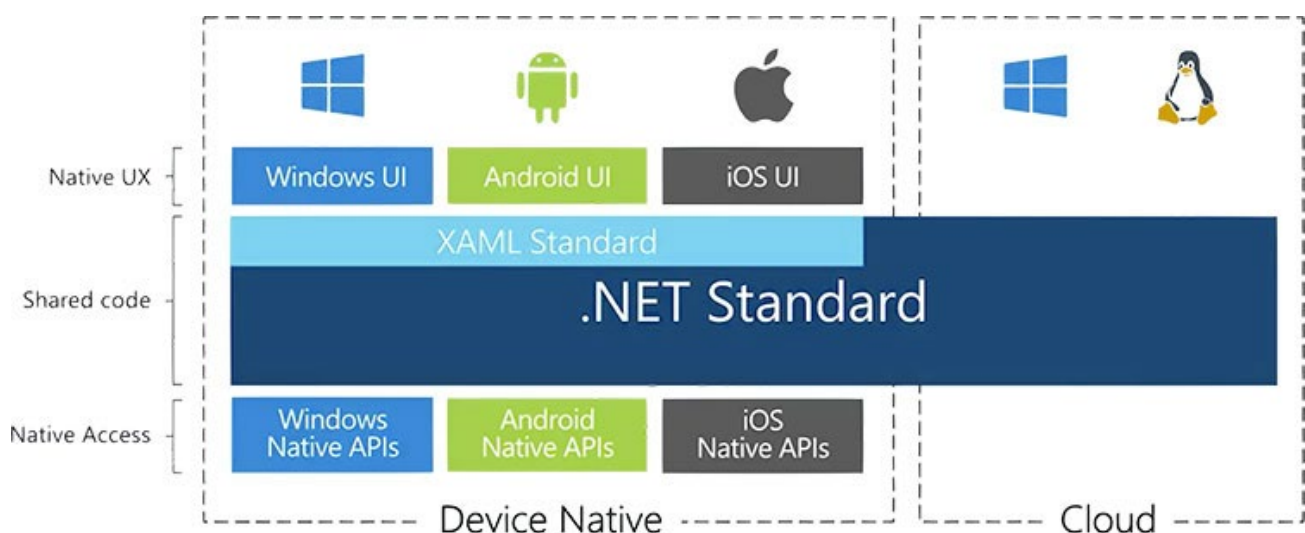 Native UX
Windows UI
Android UI
iOS UI
Shared code
XAML Standard
.NET Standard
Native Access
Windows
Native APIs
Android
Native APIs
iOS
Native APIs
Device Native
Cloud